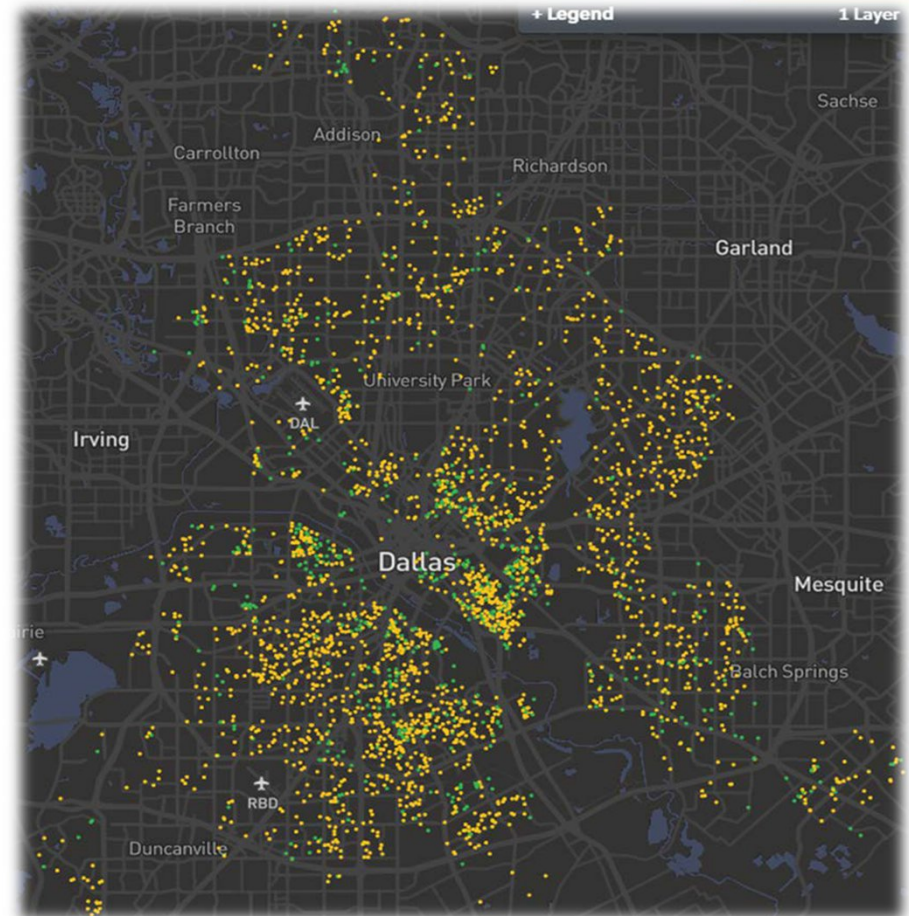 + Legend
1 Layer
Sachse
Addison
Carrollton
Richardson
Farmers
Branch
Garland
University Park
DAL
Irving
Dallas
Mesquite
irie
Balch Springs
RBD
Duncanville